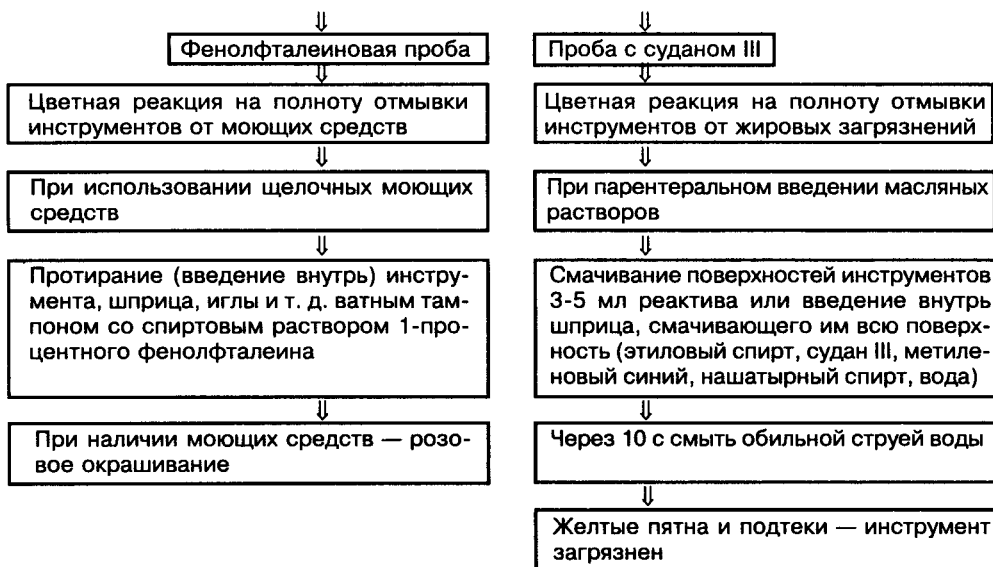 Фенолфталеиновая проба
Цветная реакция на полноту отмывки
инструментов от моющих средств
При использовании щелочных моющих
средств
Протирание (введение внутрь) инстру-
мента, шприца, иглы и т. д. ватным там-
поном со спиртовым раствором 1-про-
центного фенолфталеина
При наличии моющих средств — розо-
вое окрашивание
Проба с суданом III
Цветная реакция на полноту отмывки
инструментов от жировых загрязнений
При парентеральном введении масляных
растворов
Смачивание поверхностей инструментов
3-5 мл реактива или введение внутрь
шприца, смачивающего им всю поверх-
ность (этиловый спирт, судан III, метиле-
новый синий, нашатырный спирт, вода)
Через 10 с смыть обильной струей воды
Желтые пятна и подтеки — инструмент
загрязнен